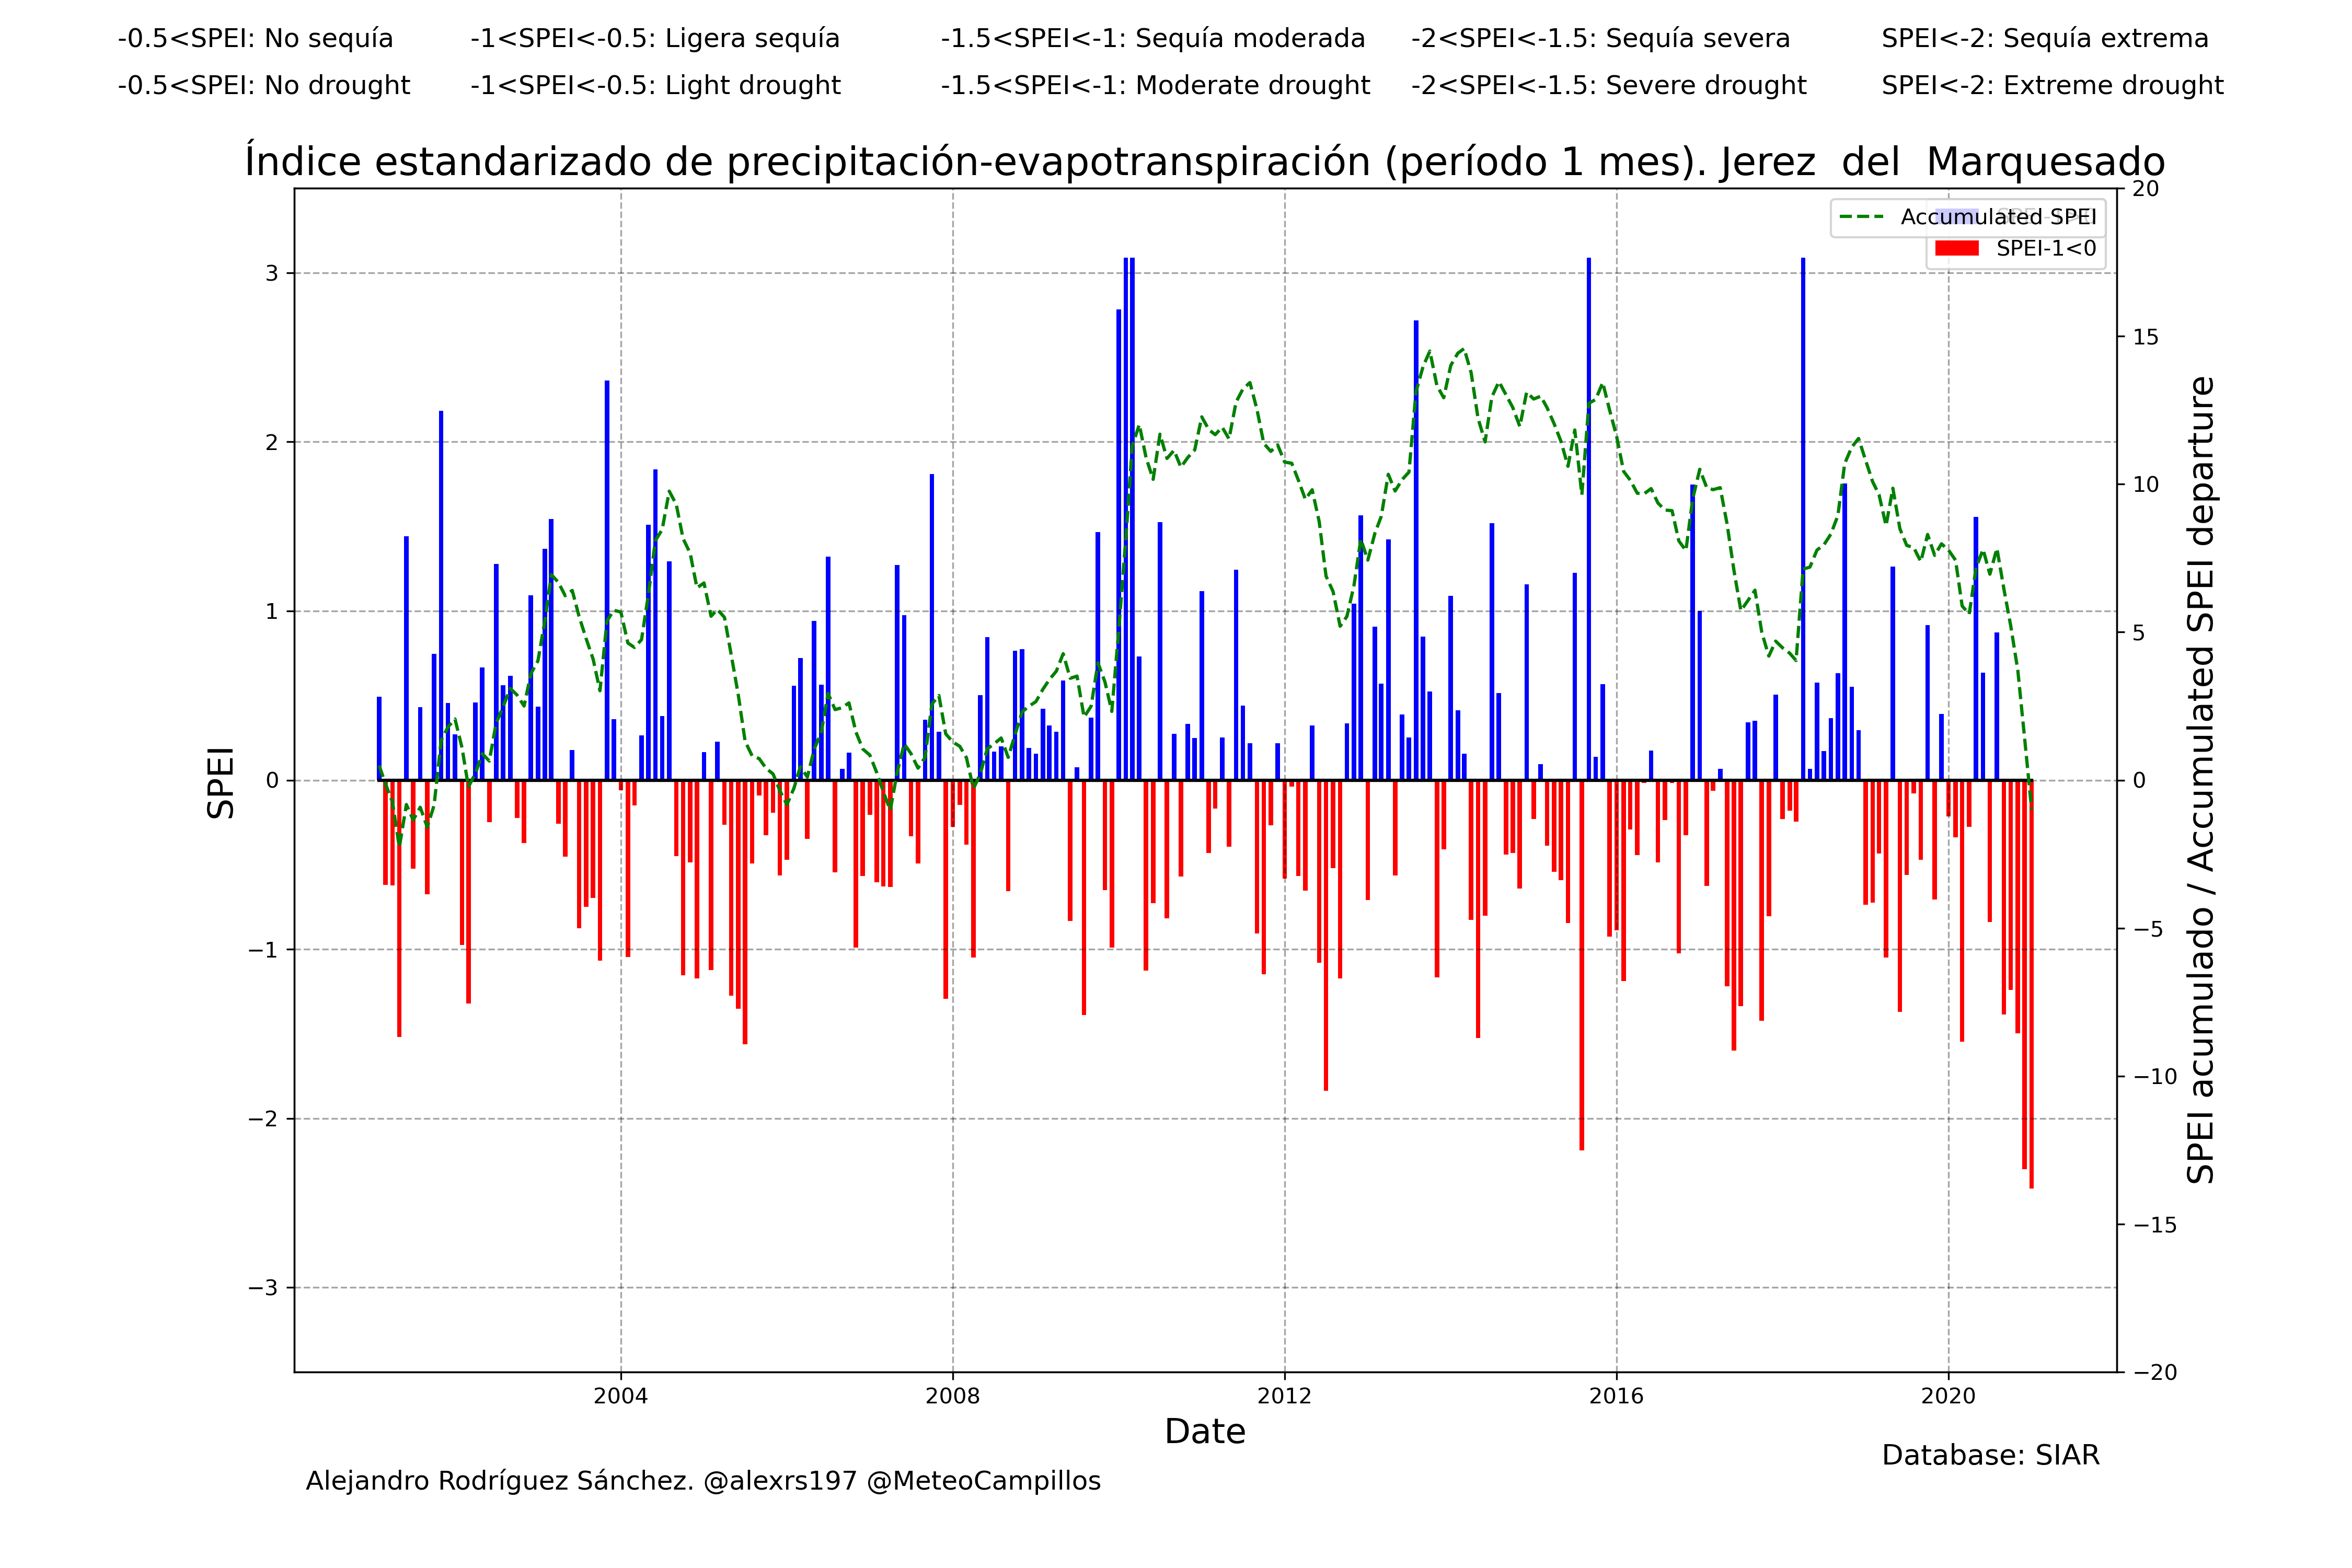 -0.5<SPEI: No sequía -1<SPEI<-0.5: Ligera sequía -1.5<SPEI<-1: Sequía moderada -2<SPEI<-1.5: Sequía severa SPEI<-2: Sequía extrema
-0.5<SPEI: No drought -1<SPEI<-0.5: Light drought -1.5<SPEI<-1: Moderate drought -2<SPEI<-1.5: Severe drought SPEI<-2: Extreme drought
Índice estandarizado de precipitación-evapotranspiración (período 1 mes). Jerez  del  Marquesado
Accumulated SPEI
SPEI-1<0
SPEI
3
2
1
0
−1
−2
−3
20
15
10
5
0
−5
−10
−15
−20
SPEI acumulado / Accumulated SPEI departure
2004 2008 2012 2016 2020
Date
Database: SIAR
Alejandro Rodríguez Sánchez. @alexrs197 @MeteoCampillos